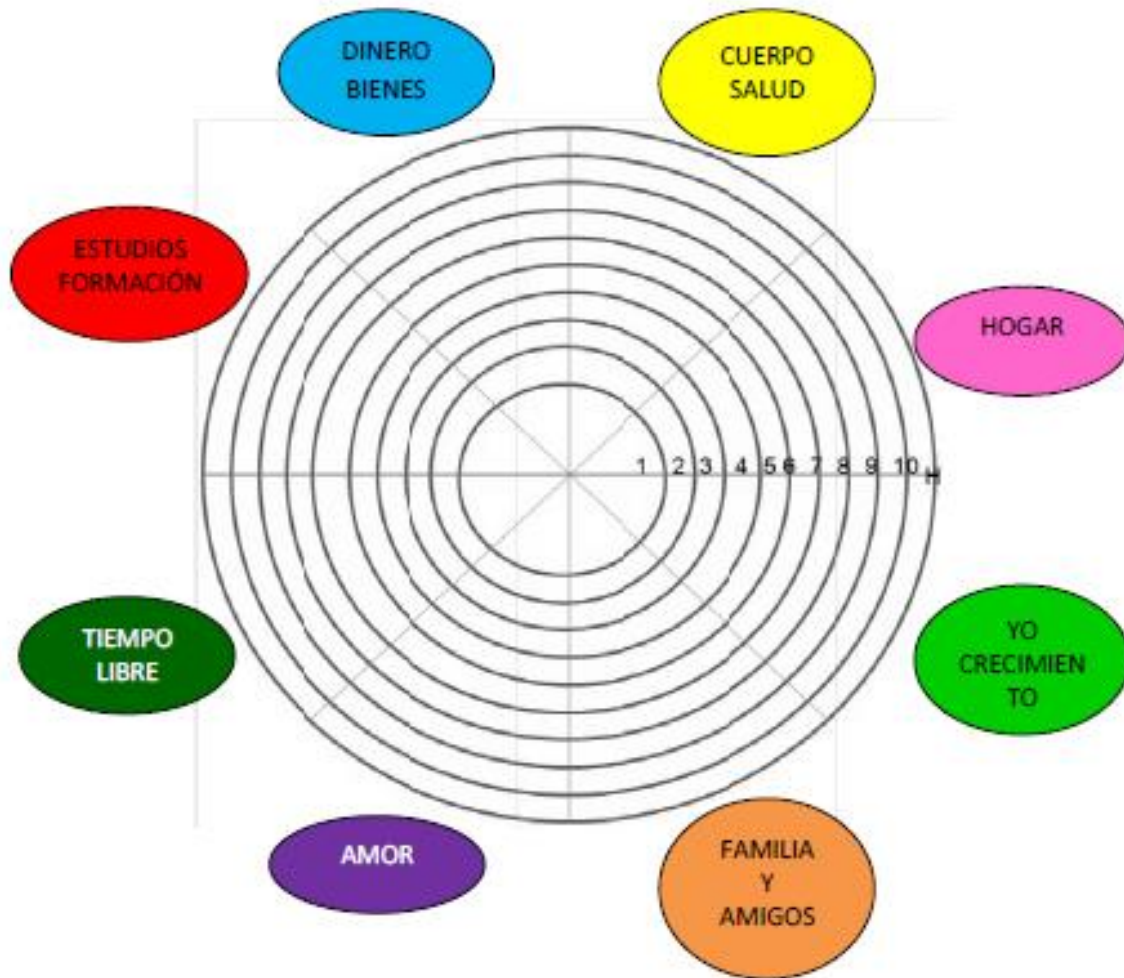 DINERO
BIENES
CUERPO
SALUD
ESTUDIOS
FORMACIÓN
HOGAR
1 2 3 4 5 6 7 8 9 10
TIEMPO
LIBRE
YO
CRECIMIEN
TO
AMOR
FAMILIA
Y
AMIGOS